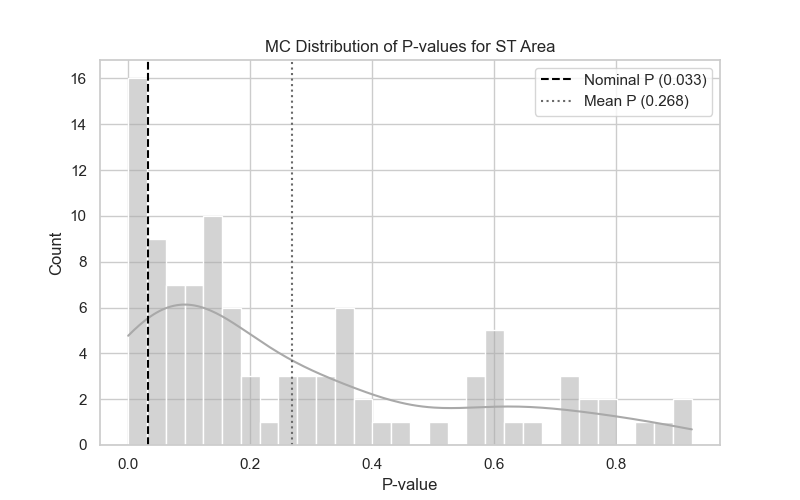 MC Distribution of P-values for ST Area
Nominal P (0.033)
Mean P (0.268)
Count
16
14
12
10
8
6
4
2
0
0.0 0.2 0.4 0.6 0.8
P-value